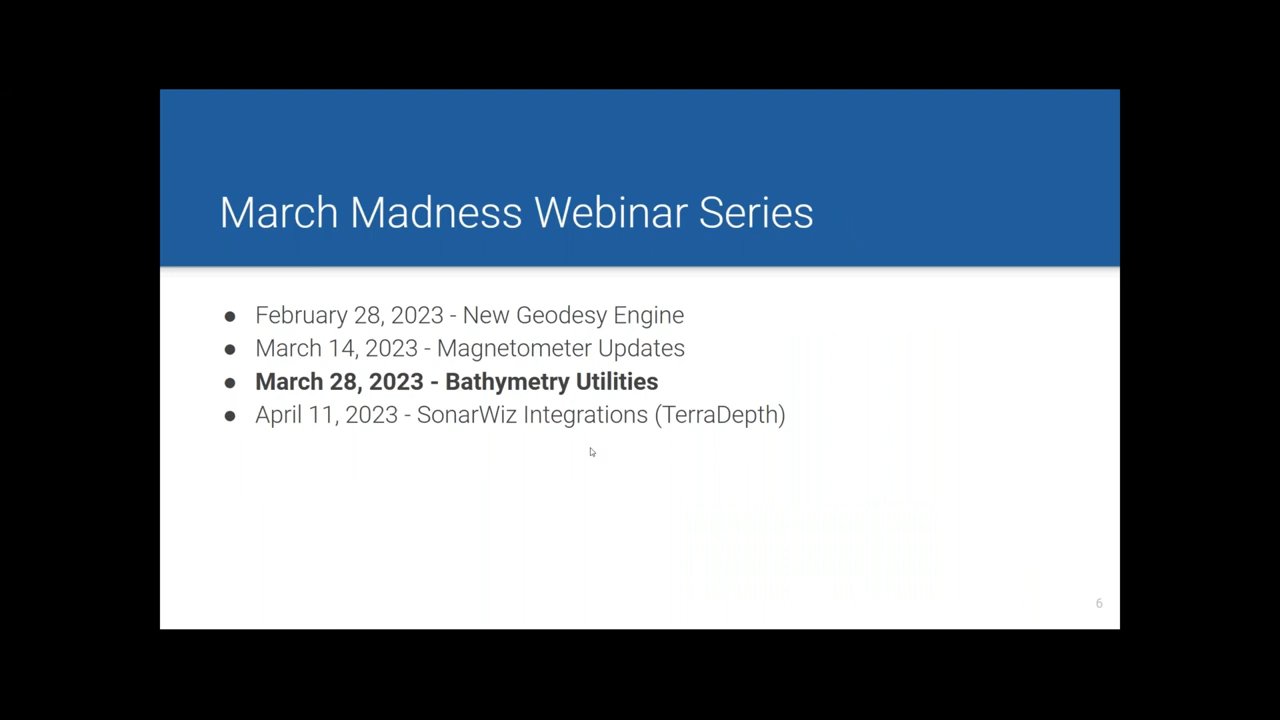 March Madness Webinar Series
● February 28, 2023 - New Geodesy Engine
● March 14, 2023 - Magnetometer Updates
● March 28, 2023 - Bathymetry Utilities
● April 11, 2023 - SonarWiz Integrations (TerraDepth)
6